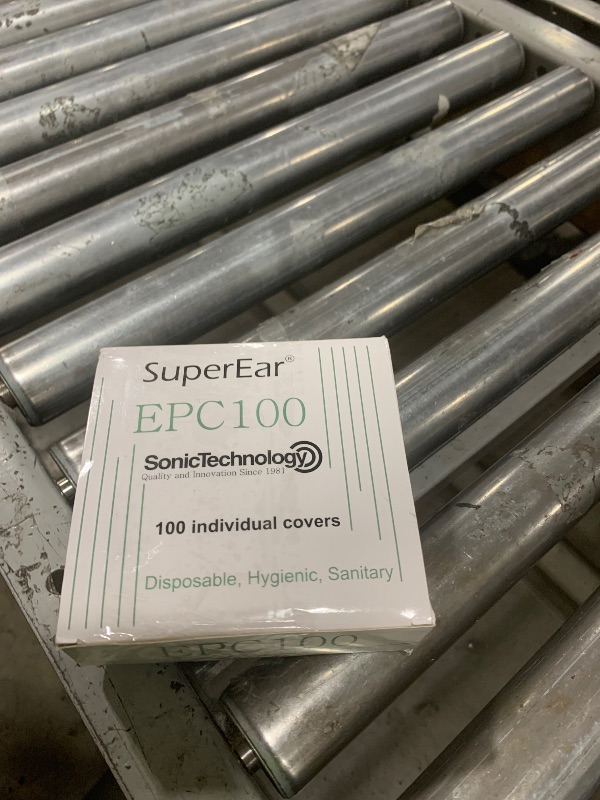 SuperEar®
EPC100
SonicTechnology
Quality and Innovation Since 1981
100 individual covers
Disposable, Hygienic, Sanitary
EPC100